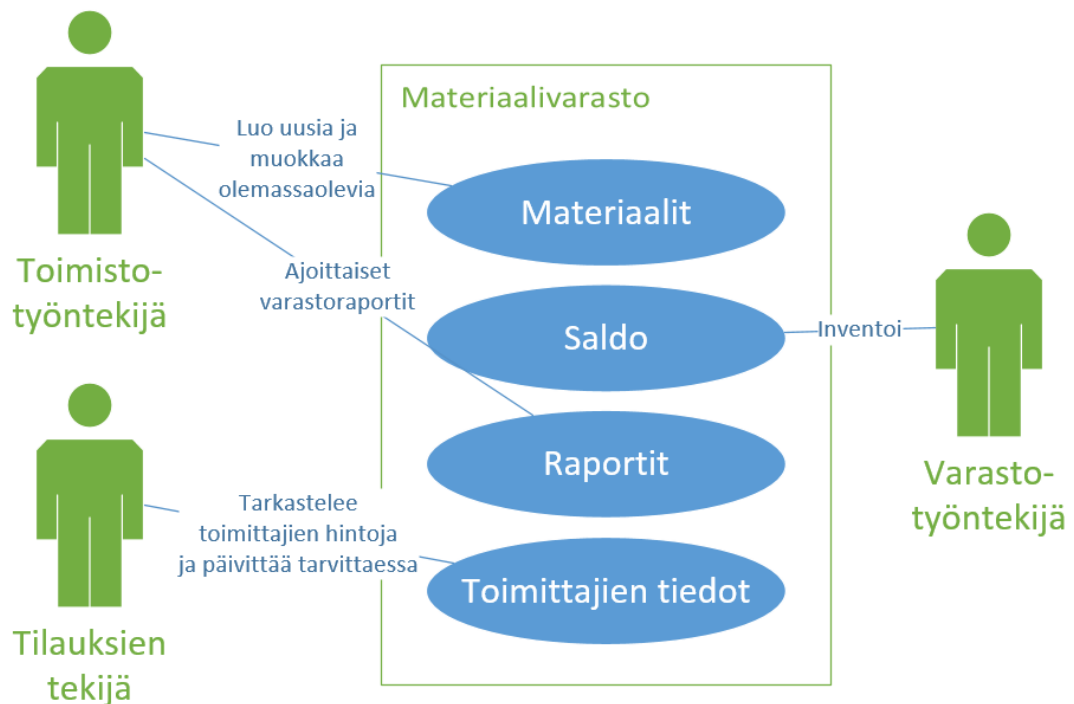 Materiaalivarasto
Luo uusia ja
muokkaa
olemassaolevia
Materiaalit
Toimisto-
työntekijä
Ajoittaiset
varastoraportit
Saldo
Inventoi
Raportit
Varasto-
työntekijä
Tarkastelee
toimittajien hintoja
ja päivittää tarvittaessa
Toimittajien tiedot
Tilauksien
tekijä